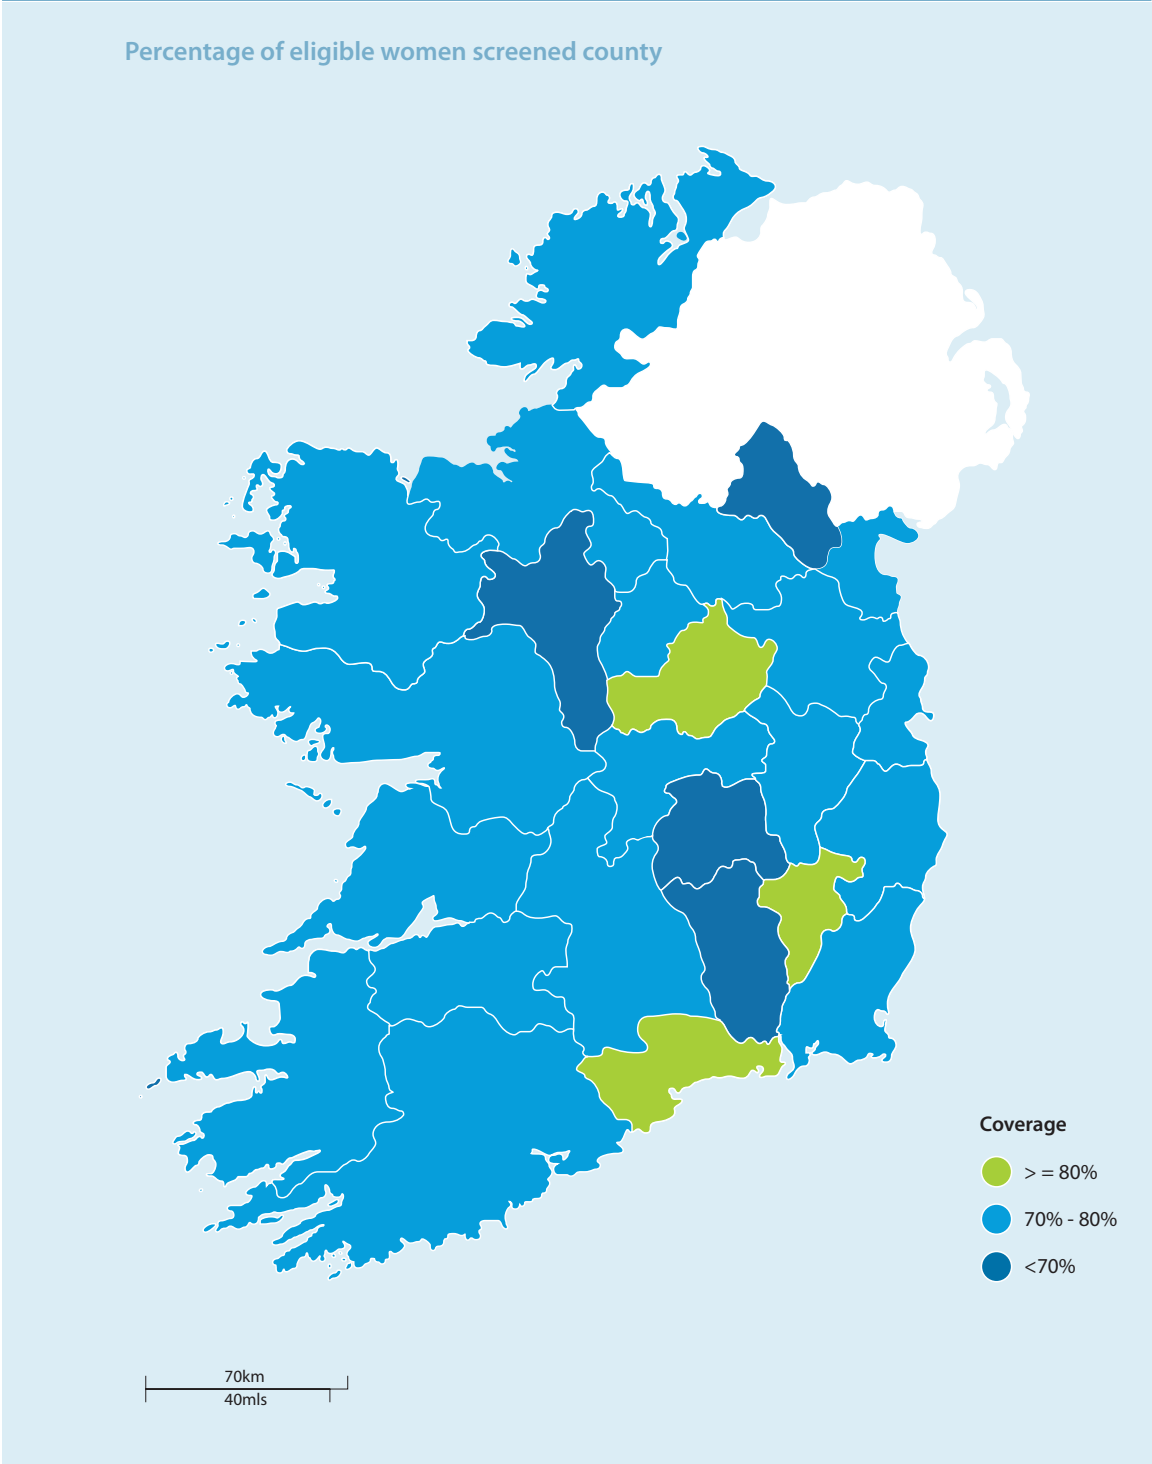 Percentage of eligible women screened county
Coverage
> = 80%
70% - 80%
<70%
70km
40mls